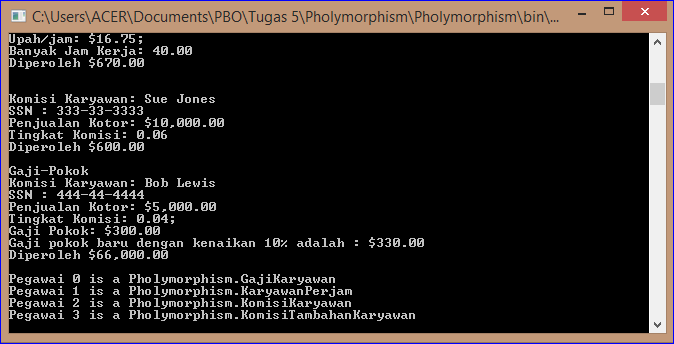 C:\Users\ACER\Documents\PBO\Tugas 5\Pholymorphism\Pholymorphism\bin\...
Upah/jam: $16.75;
Banyak Jam Kerja: 40.00
Diperoleh $670.00
Komisi Karyawan: Sue Jones
SSN : 333-33-3333
Penjualan Kotor: $10,000.00
Tingkat Komisi: 0.06
Diperoleh $600.00
Gaji-Pokok
Komisi Karyawan: Bob Lewis
SSN : 444-44-4444
Penjualan Kotor: $5,000.00
Tingkat Komisi: 0.04;
Gaji Pokok: $300.00
Gaji pokok baru dengan kenaikan 10% adalah : $330.00
Diperoleh $66,000.00
Pegawai 0 is a Pholymorphism.GajiKaryawan
Pegawai 1 is a Pholymorphism.KaryawanPerjam
Pegawai 2 is a Pholymorphism.KomisiKaryawan
Pegawai 3 is a Pholymorphism.KomisiTambahanKaryawan